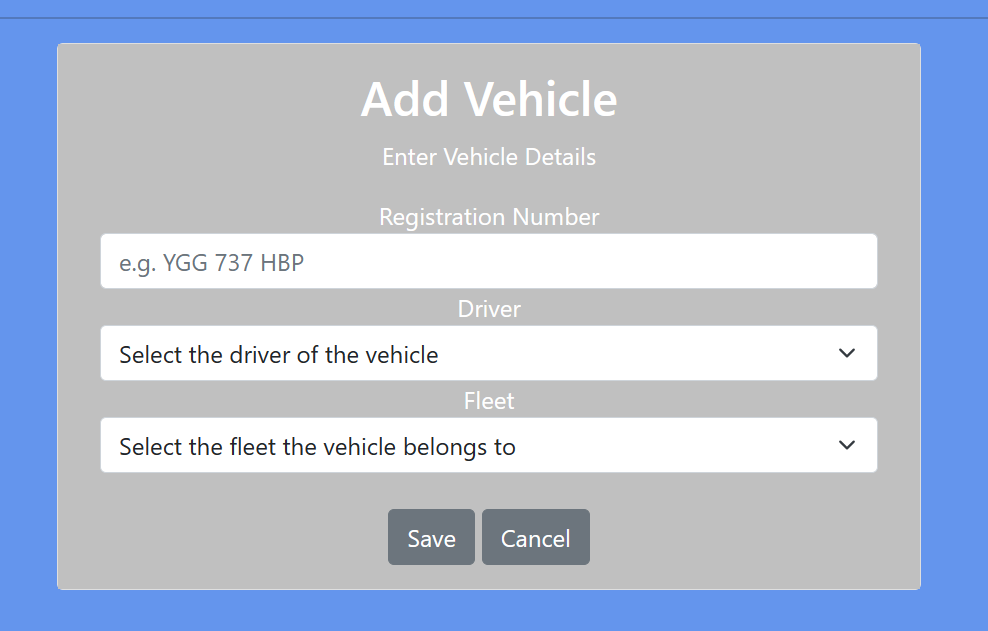 Add Vehicle
Enter Vehicle Details
Registration Number
e.g. YGG 737 HBP
Driver
Select the driver of the vehicle
Fleet
Select the fleet the vehicle belongs to
Save Cancel